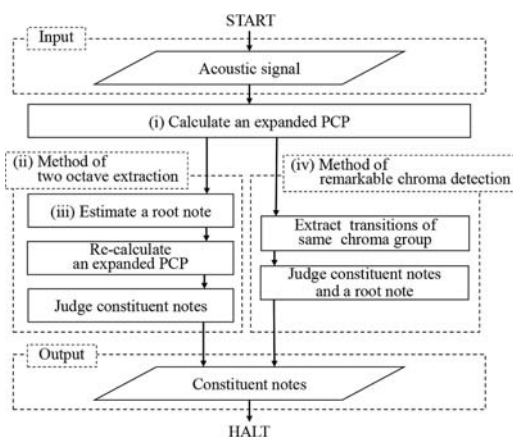 START
Input
Acoustic signal
(i) Calculate an expanded PCP
(ii) Method of
two octave extraction
(iii) Estimate a root note
Re-calculate
an expanded PCP
Judge constituent notes
(iv) Method of
remarkable chroma detection
Extract transitions of
same chroma group
Judge constituent notes
and a root note
Output
Constituent notes
HALT